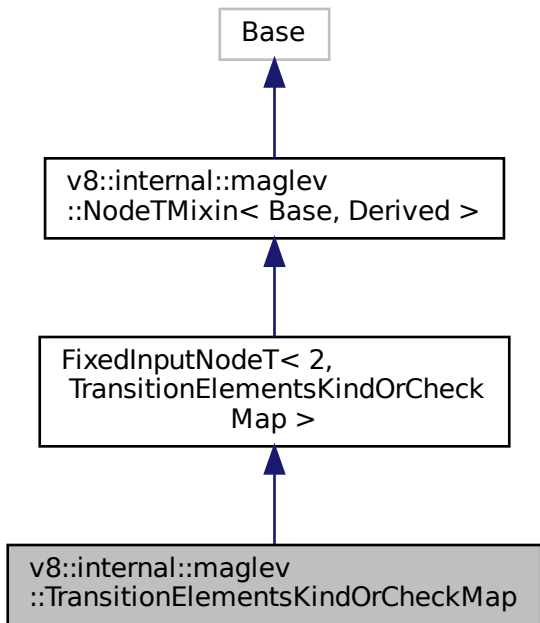 Base
v8::internal::maglev
::NodeTMixin< Base, Derived >
FixedInputNodeT< 2,
TransitionElementsKindOrCheck
Map >
v8::internal::maglev
::TransitionElementsKindOrCheckMap